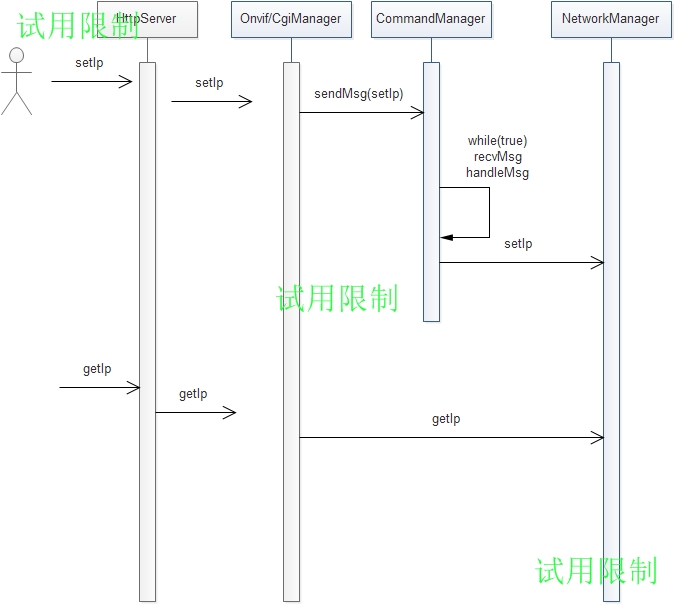 HttpServer
Onvif/CgiManager
CommandManager
NetworkManager
试用限制
setIp
setIp
sendMsg(setIp)
while(true)
recvMsg
handleMsg
setIp
试用限制
getIp
getIp
getIp
试用限制